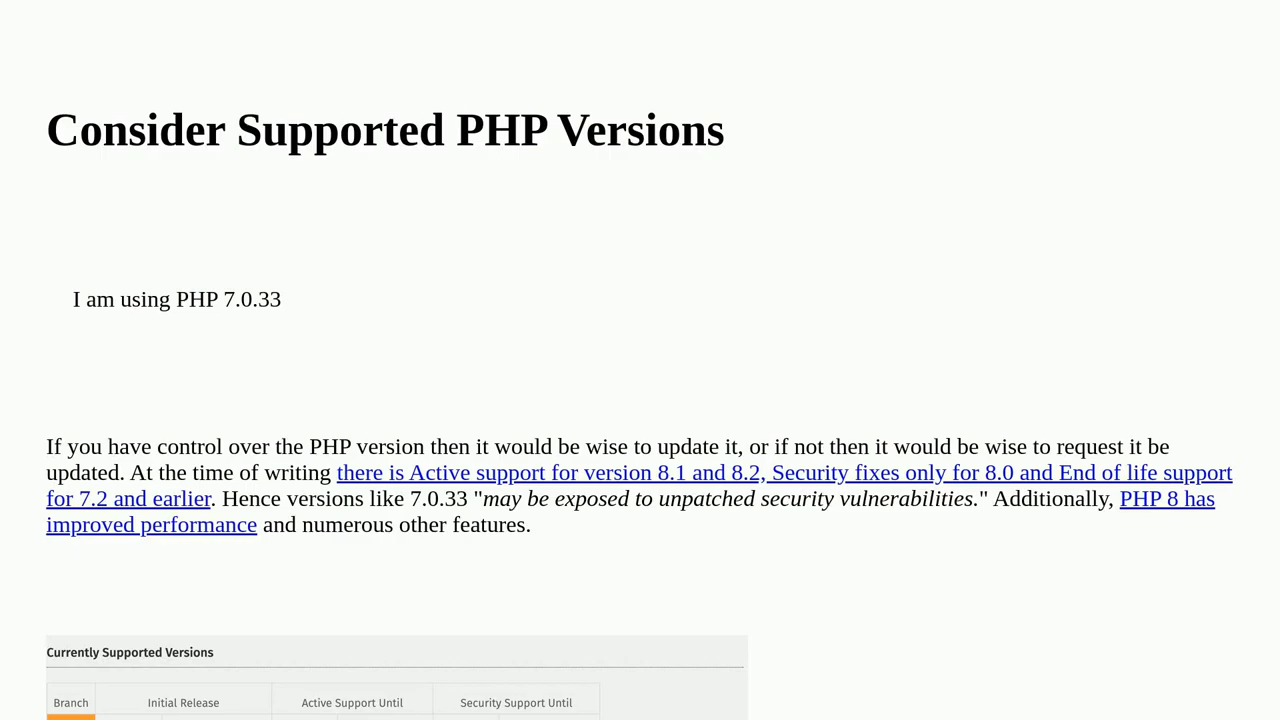 Consider Supported PHP Versions
I am using PHP 7.0.33
If you have control over the PHP version then it would be wise to update it, or if not then it would be wise to request it be
updated. At the time of writing there is Active support for version 8.1 and 8.2, Security fixes only for 8.0 and End of life support
for 7.2 and earlier. Hence versions like 7.0.33 "may be exposed to unpatched security vulnerabilities." Additionally, PHP 8 has
improved performance and numerous other features.
Currently Supported Versions
Branch Initial Release Active Support Until Security Support Until